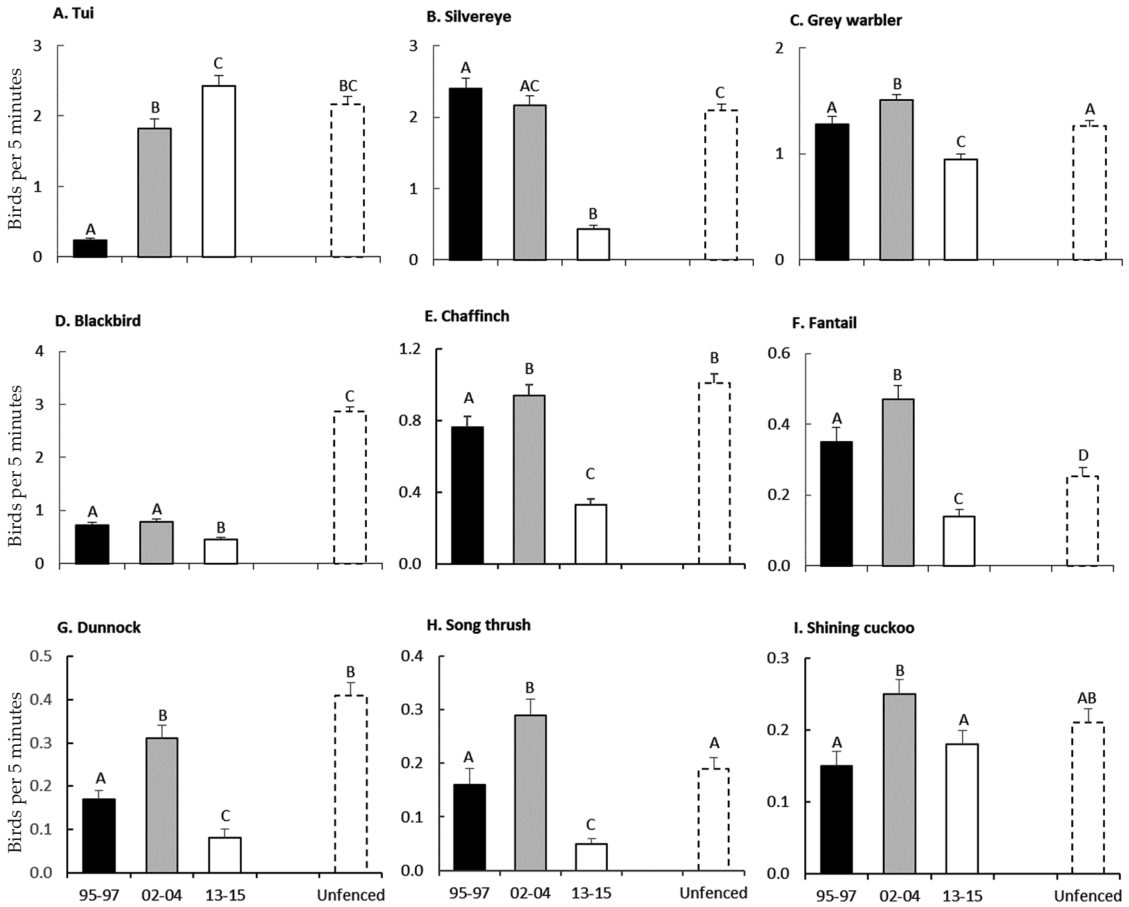 A. Tui
B. Silvereye
C. Grey warbler
Birds per 5 minutes
3
2
1
0
A
B
C
BC
3
2
1
0
A
AC
B
C
2
1
0
A
B
C
A
D. Blackbird
E. Chaffinch
F. Fantail
Birds per 5 minutes
4
3
2
1
0
A
A
B
C
1.2
0.8
0.4
0.0
A
B
C
B
0.6
0.4
0.2
0.0
A
B
C
D
G. Dunnock
H. Song thrush
I. Shining cuckoo
Birds per 5 minutes
0.5
0.4
0.3
0.2
0.1
0.0
A
B
C
B
95-97 02-04 13-15 Unfenced
0.4
0.3
0.2
0.1
0.0
A
B
C
A
95-97 02-04 13-15 Unfenced
0.3
0.2
0.1
0.0
A
B
A
AB
95-97 02-04 13-15 Unfenced